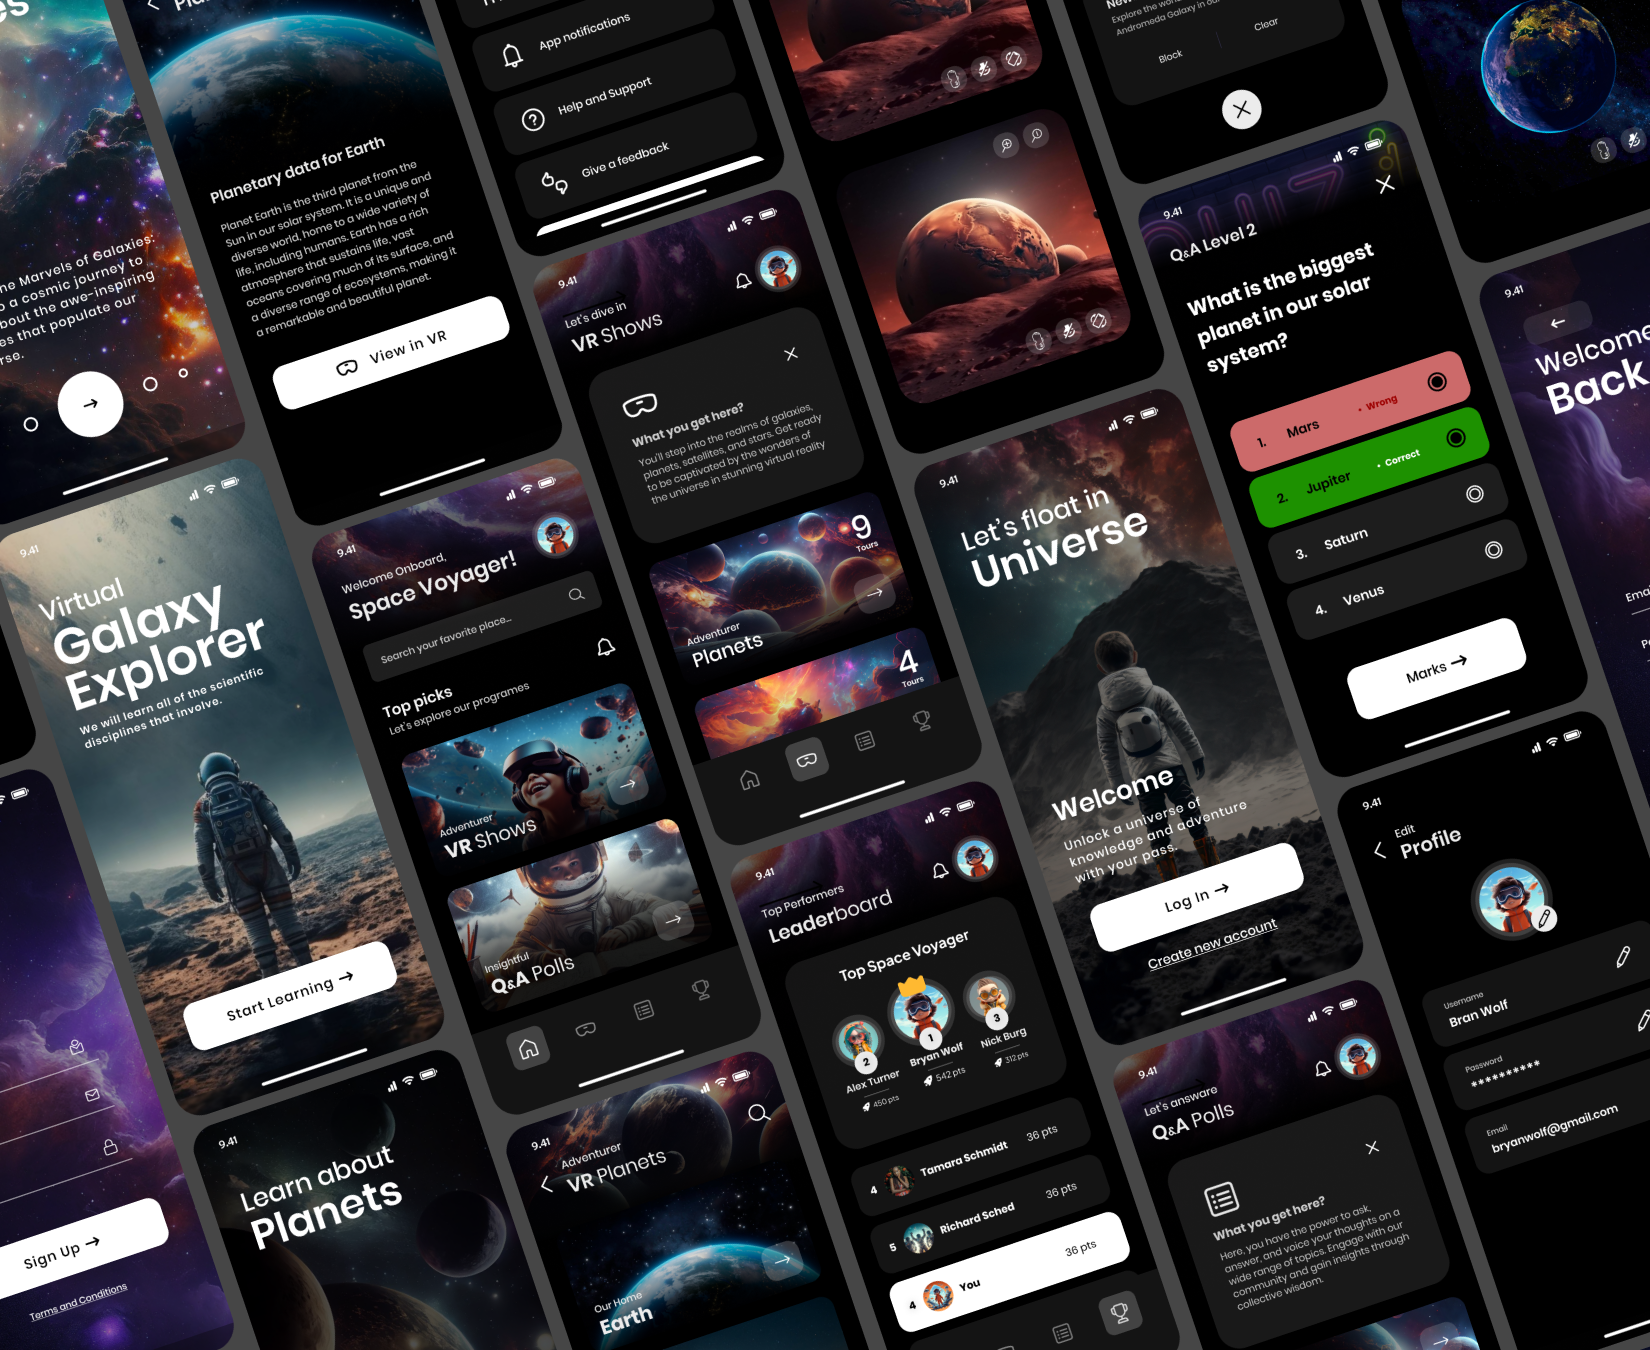 es
the Marvels of Galaxies:
o a cosmic journey to
bout the awe-inspiring
es that populate our
rse.
9.41
Virtual
Galaxy
Explorer
We will learn all of the scientific
disciplines that involve.
Start Learning
Sign Up
Terms and Conditions
Planetary data for Earth
Planet Earth is the third planet from the
Sun in our solar system. It is a unique and
diverse world, home to a wide variety of
life, including humans. Earth has a rich
atmosphere that sustains life, vast
oceans covering much of its surface, and
a diverse range of ecosystems, making it
a remarkable and beautiful planet.
View in VR
9.41
Welcome Onboard,
Space Voyager!
Search your favorite place...
Top picks
Let's explore our programes
Adventurer
VR Shows
Insightful
Q&A Polls
9.41
Learn about
Planets
App notifications
Help and Support
Give a feedback
9.41
Let's dive in
VR Shows
What you get here?
You'll step into the realms of galaxies,
planets, satellites, and stars. Get ready
to be captivated by the wonders of
the universe in stunning virtual reality
9
Tours
Adventurer
Planets
4
Tours
9.41
Adventurer
VR Planets
Our Home
Earth
9.41
Top Performers
Leaderboard
Top Space Voyager
2
Alex Turner
450 pts
1
Bryan Wolf
542 pts
3
Nick Burg
312 pts
4 Tamara Schmidt 36 pts
5 Richard Sched 36 pts
4 You 36 pts
9.41
Let's float in
Universe
Welcome
Unlock a universe of
knowledge and adventure
with your pass.
Log In
Create new account
9.41
Let's answare
Q&A Polls
What you get here?
Here, you have the power to ask,
answer, and voice your thoughts on a
wide range of topics. Engage with our
community and gain insights through
collective wisdom.
Explore the
Andromeda Galaxy in our
Block
Clear
QUIZ
9.41
Q&A Level 2
What is the biggest
planet in our solar
system?
1. Mars • Wrong
2. Jupiter • Correct
3. Saturn
4. Venus
Marks
9.41
Edit
Profile
Username
Bran Wolf
Password
**********
Email
bryanwolf@gmail.com
9.41
Welcome
Back
Ema